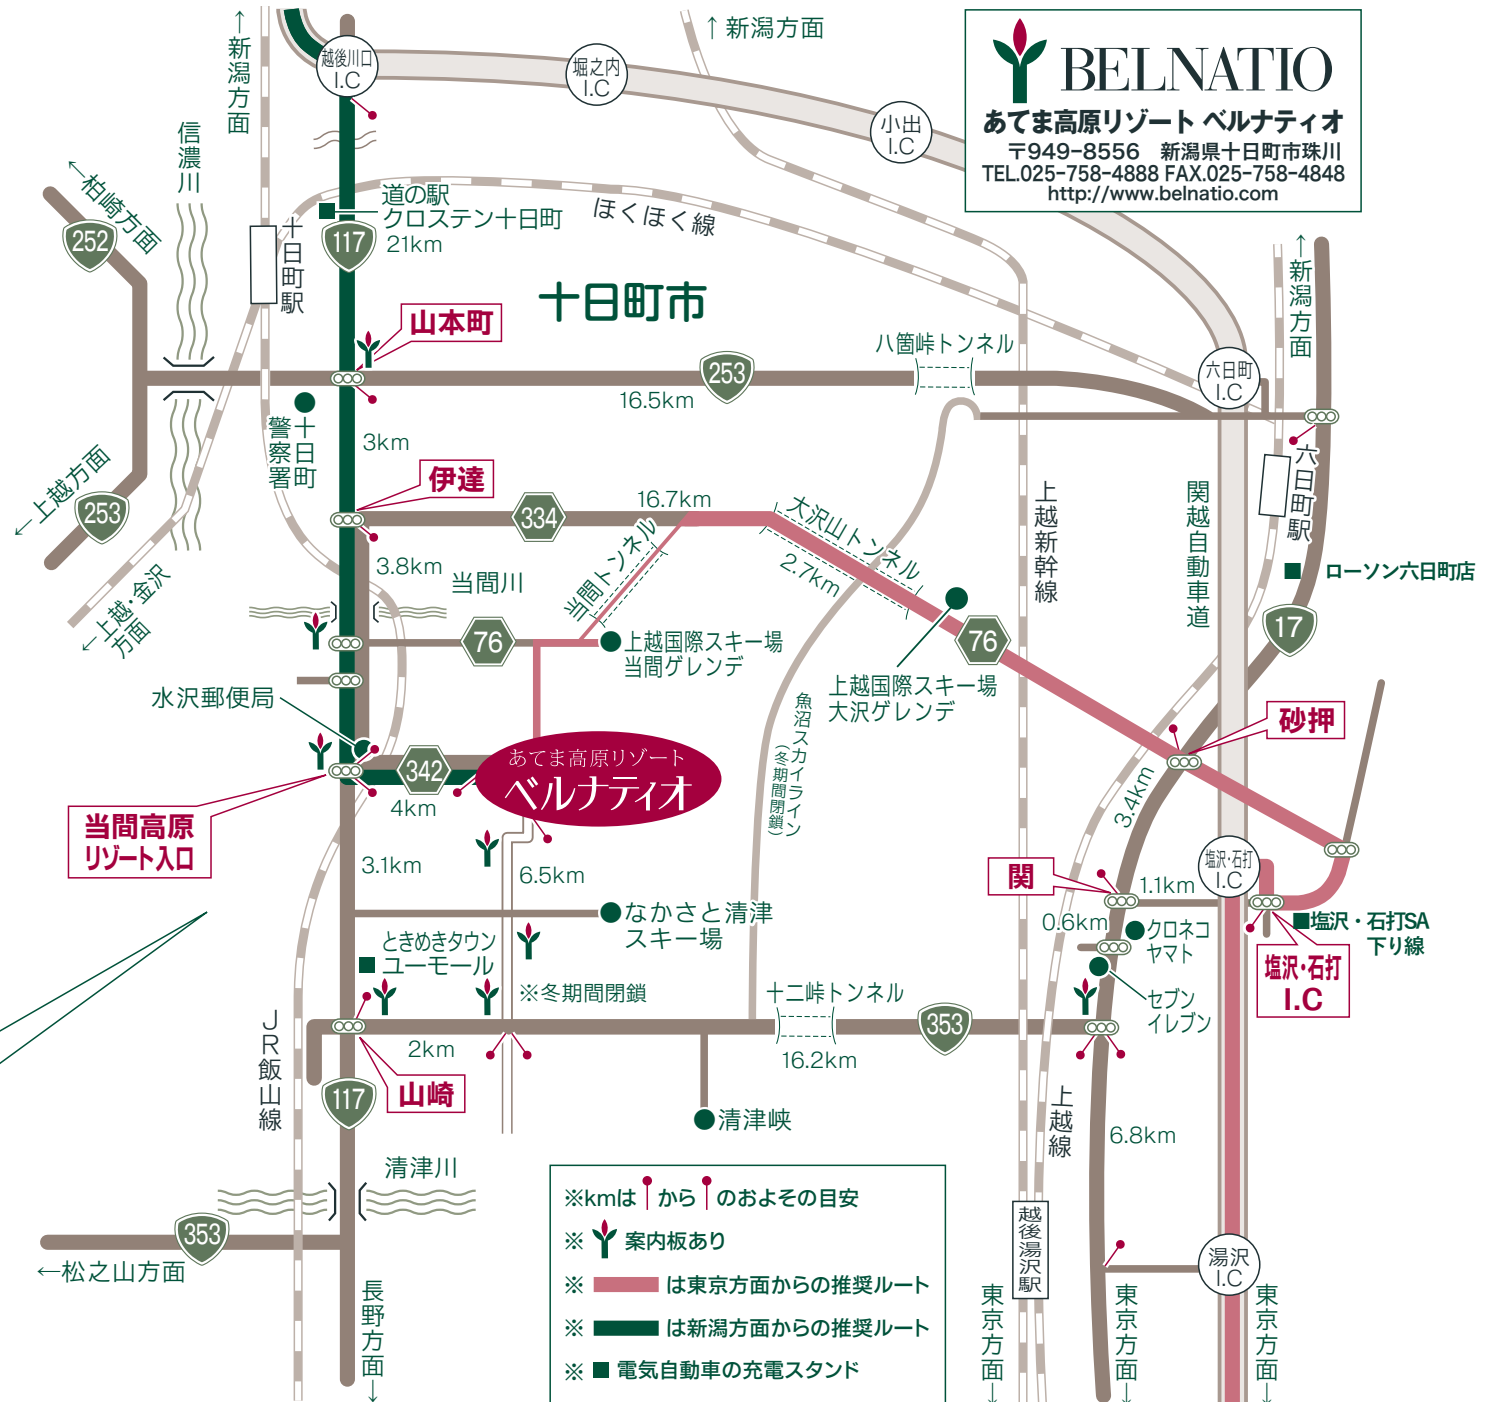 BELNATIO
あてま高原リゾート ベルナティオ
〒949-8556 新潟県十日町市珠川
TEL.025-758-4888 FAX.025-758-4848
http://www.belnatio.com
↑新潟方面
↑新潟方面
越後川口
I.C
堀之内
I.C
小出
I.C
信濃川
←柏崎方面
252
道の駅
クロステン十日町
117
21km
ほくほく線
十日町駅
↑新潟方面
十日町市
山本町
八箇峠トンネル
253
16.5km
六日町
I.C
十日町
警察署
3km
六日町駅
←上越方面
253
伊達
334
16.7km
大沢山トンネル
2.7km
上越新幹線
関越自動車道
当間トンネル
3.8km
当間川
ローソン六日町店
17
←上越・金沢
方面
76
上越国際スキー場
当間ゲレンデ
76
上越国際スキー場
大沢ゲレンデ
水沢郵便局
魚沼スカイライン
(冬期間閉鎖)
砂押
342
4km
あてま高原リゾート
ベルナティオ
3.4km
当間高原
リゾート入口
3.1km
6.5km
関
1.1km
塩沢・石打
I.C
0.6km
クロネコ
ヤマト
塩沢・石打SA
下り線
塩沢・石打
I.C
なかさと清津
スキー場
ときめきタウン
ユーモール
※冬期間閉鎖
十二峠トンネル
353
16.2km
セブン
イレブン
JR飯山線
2km
山崎
117
清津峡
上越線
6.8km
清津川
353
←松之山方面
長野方面→
※kmは から のおよその目安
※ 案内板あり
※ は東京方面からの推奨ルート
※ は新潟方面からの推奨ルート
※ 電気自動車の充電スタンド
越後湯沢駅
湯沢
I.C
東京方面→
東京方面→
東京方面→